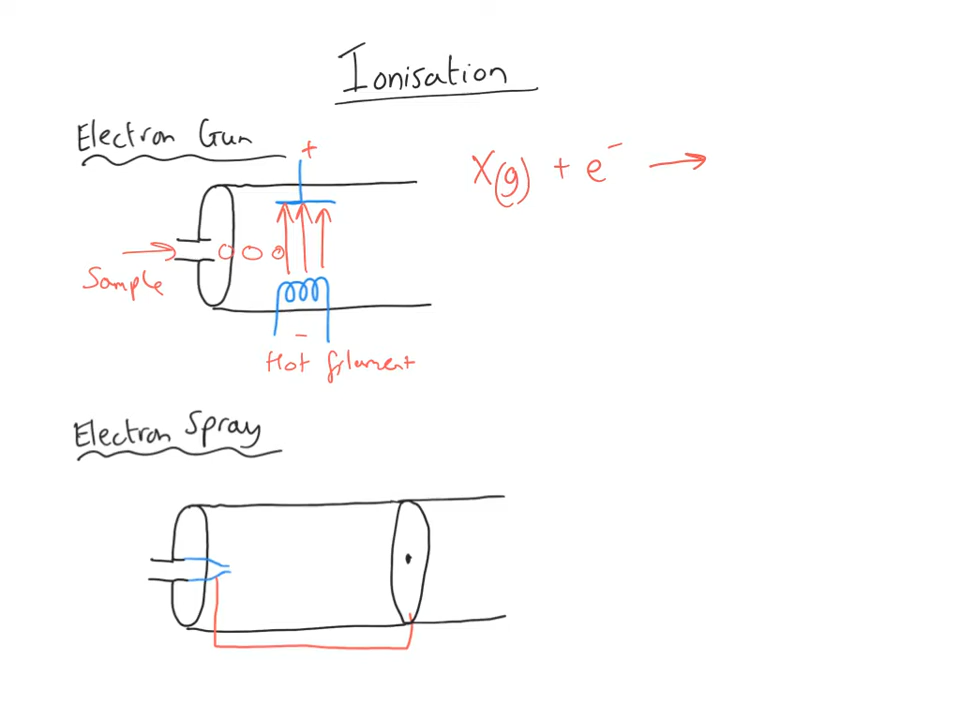 Ionisation
Electron Gun
+
X(g) + e⁻ →
Sample
-
Hot filament
Electron Spray